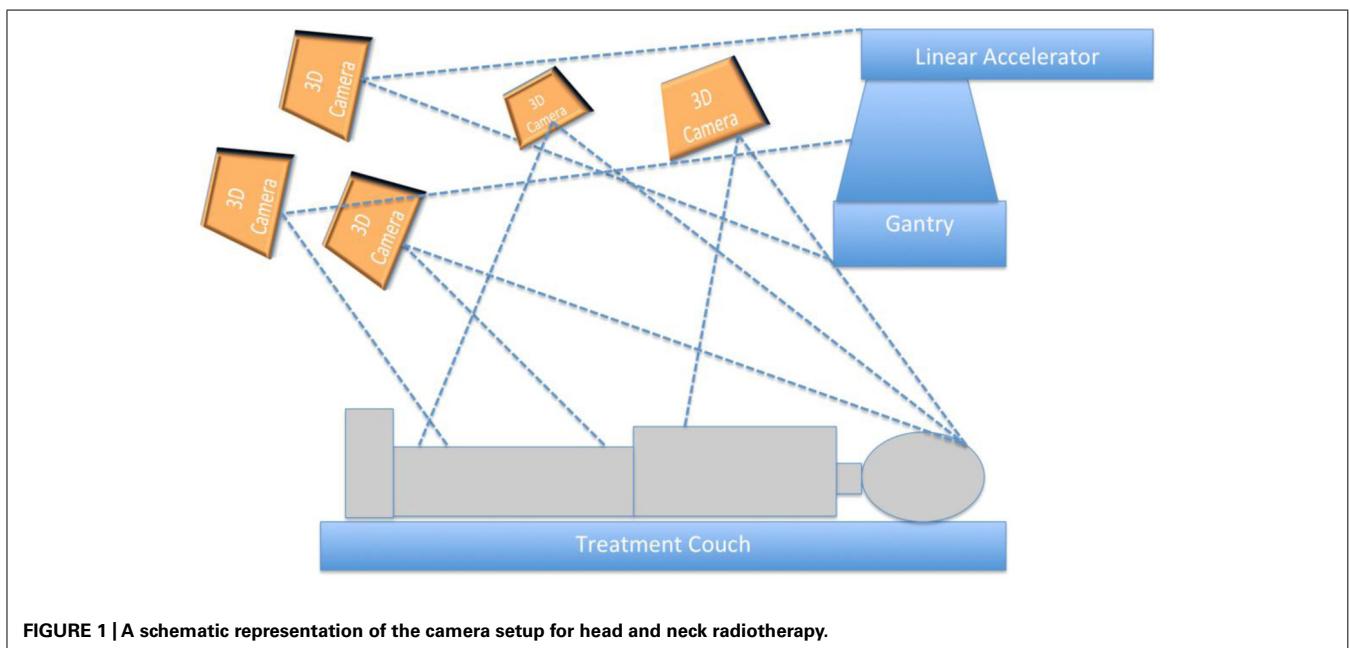 3D
Camera
3D
Camera
3D
Camera
Linear Accelerator
3D
Camera
3D
Camera
Gantry
Treatment Couch
FIGURE 1 | A schematic representation of the camera setup for head and neck radiotherapy.